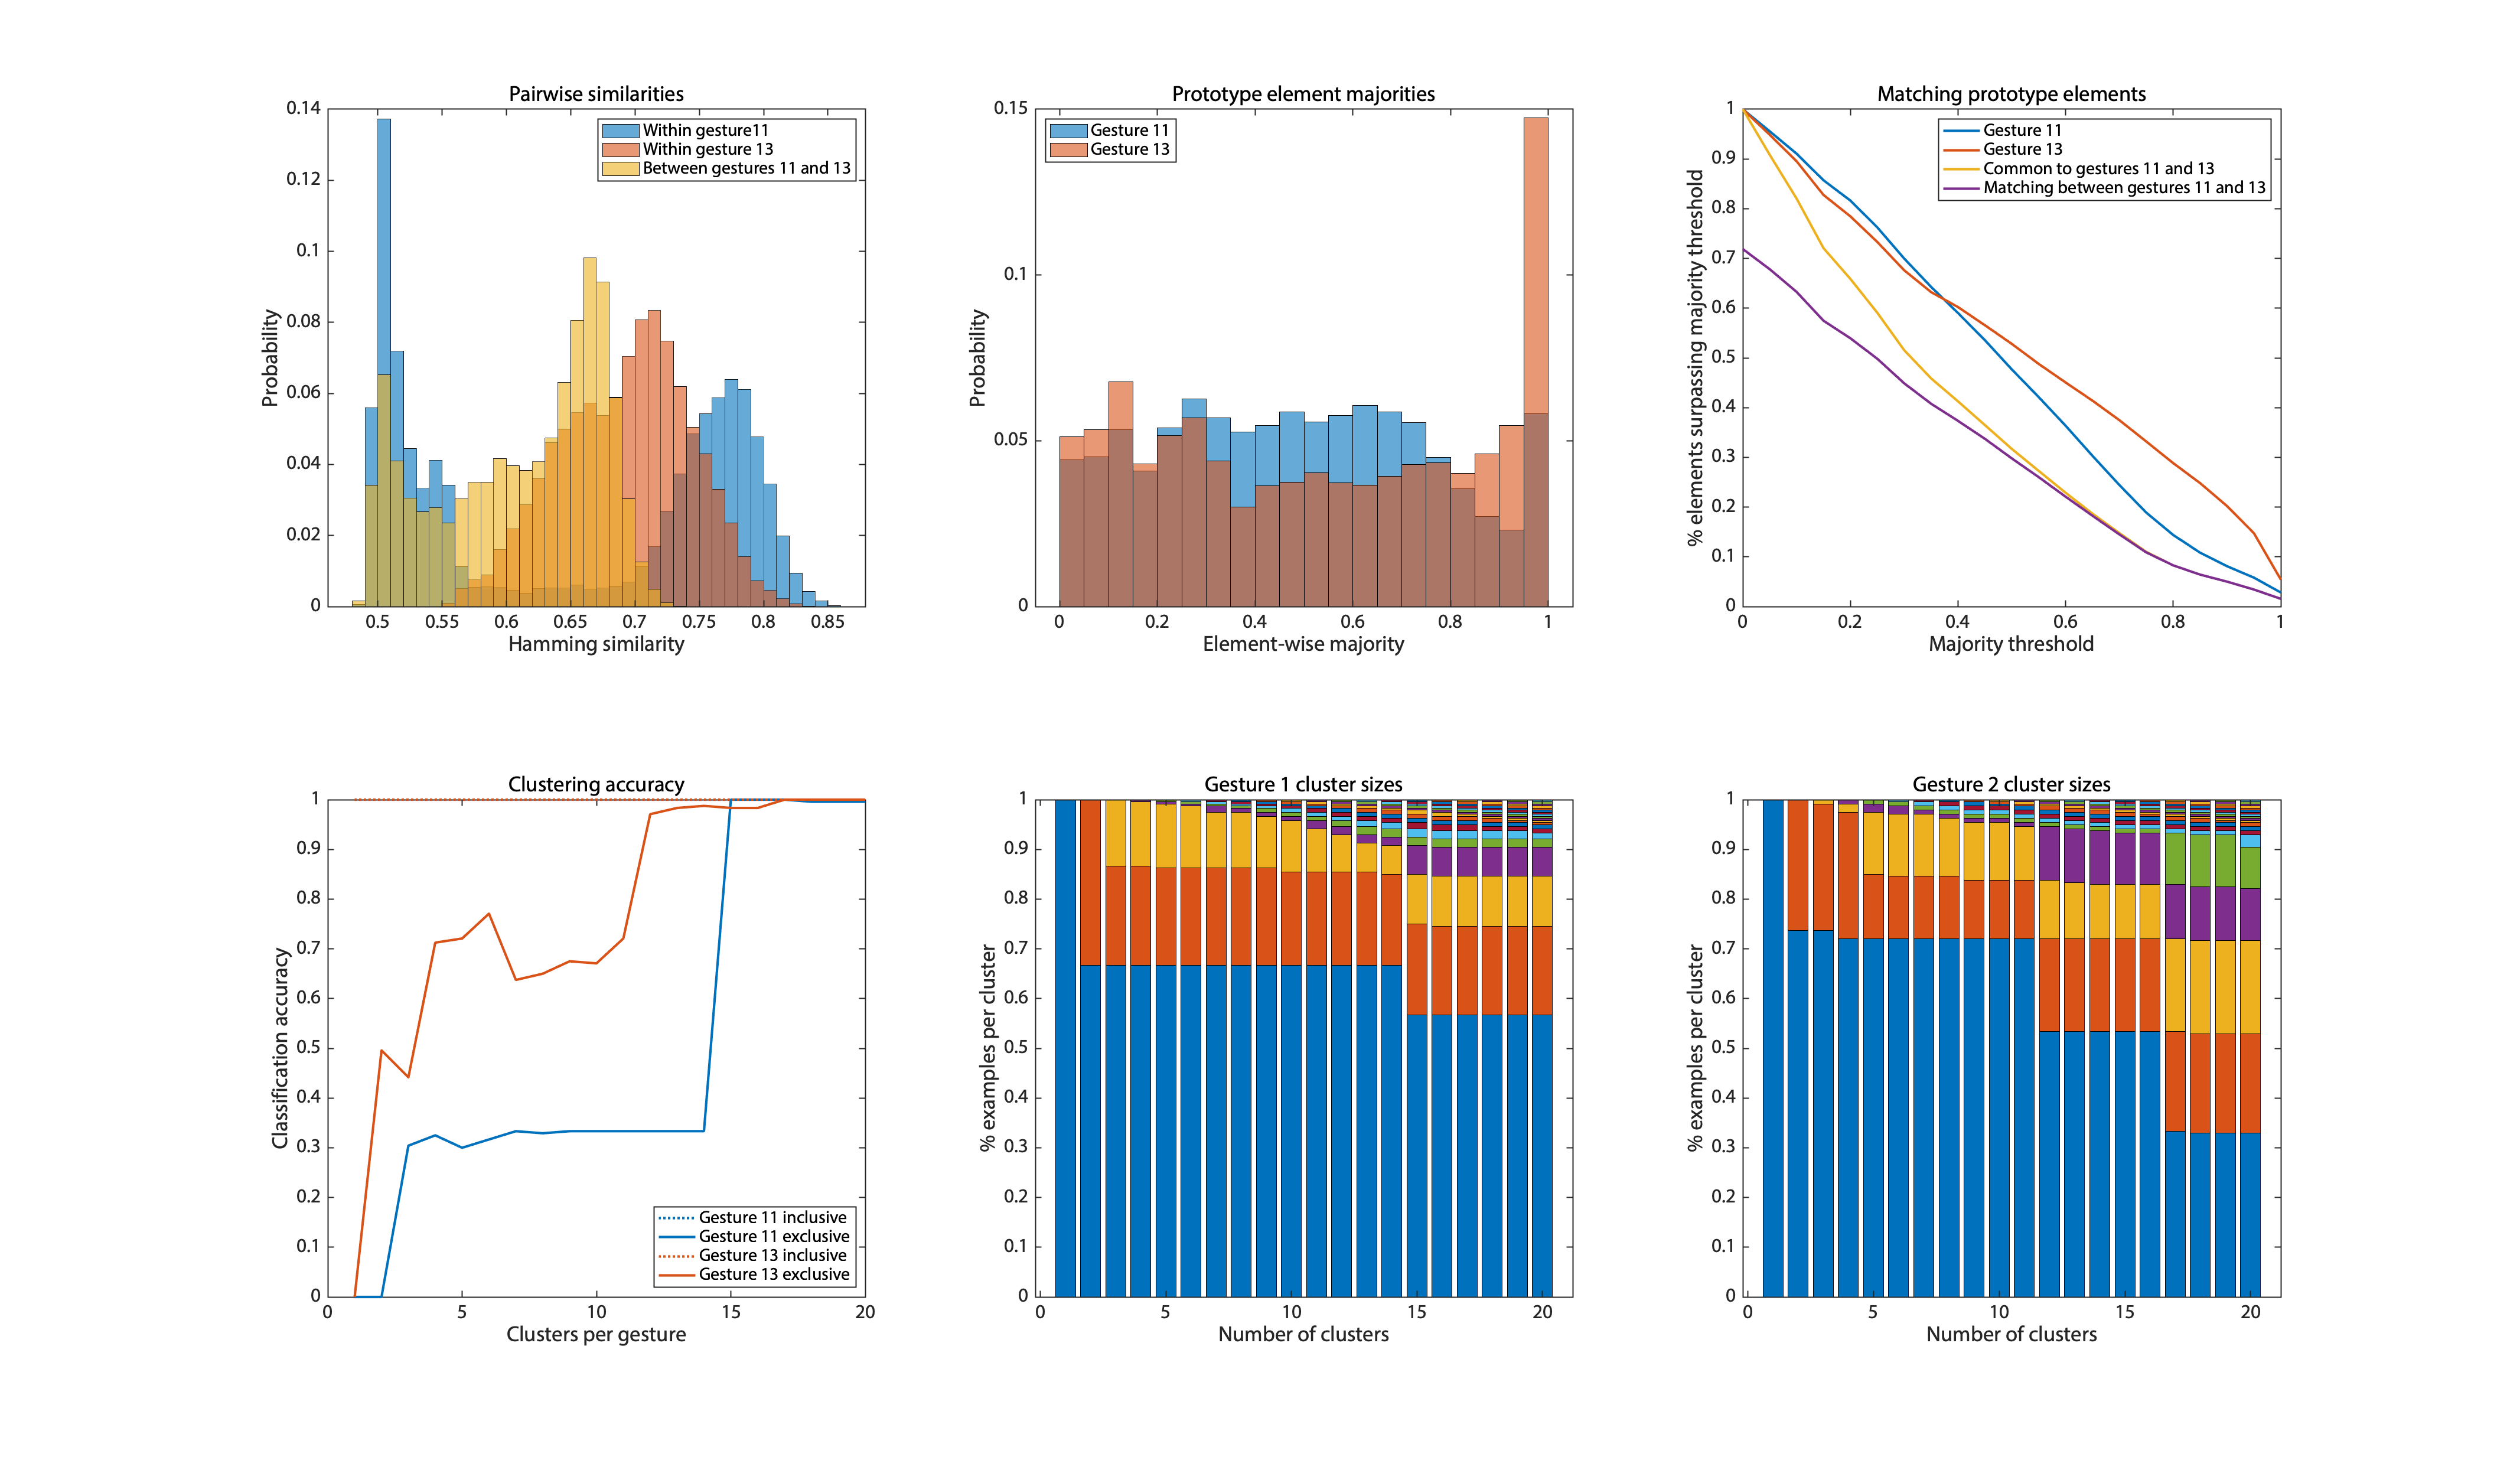 Pairwise similarities
0.14
0.12
0.1
0.08
0.06
0.04
0.02
0
Probability
Within gesture11
Within gesture 13
Between gestures 11 and 13
0.5 0.55 0.6 0.65 0.7 0.75 0.8 0.85
Hamming similarity
Prototype element majorities
0.15
0.1
0.05
0
Probability
Gesture 11
Gesture 13
0 0.2 0.4 0.6 0.8 1
Element-wise majority
Matching prototype elements
1
0.9
0.8
0.7
0.6
0.5
0.4
0.3
0.2
0.1
0
% elements surpassing majority threshold
Gesture 11
Gesture 13
Common to gestures 11 and 13
Matching between gestures 11 and 13
0 0.2 0.4 0.6 0.8 1
Majority threshold
Clustering accuracy
1
0.9
0.8
0.7
0.6
0.5
0.4
0.3
0.2
0.1
0
Classification accuracy
Gesture 11 inclusive
Gesture 11 exclusive
Gesture 13 inclusive
Gesture 13 exclusive
0 5 10 15 20
Clusters per gesture
Gesture 1 cluster sizes
1
0.9
0.8
0.7
0.6
0.5
0.4
0.3
0.2
0.1
0
% examples per cluster
0 5 10 15 20
Number of clusters
Gesture 2 cluster sizes
1
0.9
0.8
0.7
0.6
0.5
0.4
0.3
0.2
0.1
0
% examples per cluster
0 5 10 15 20
Number of clusters